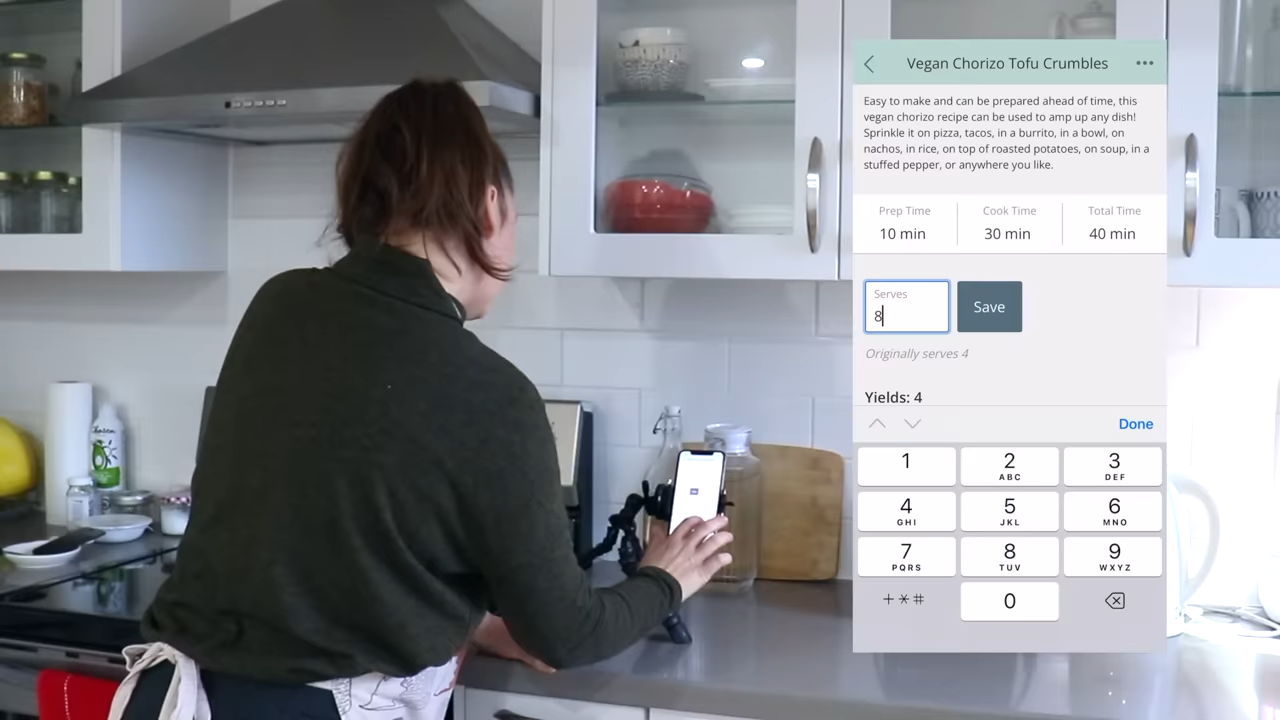 Vegan Chorizo Tofu Crumbles
Easy to make and can be prepared ahead of time, this
vegan chorizo recipe can be used to amp up any dish!
Sprinkle it on pizza, tacos, in a burrito, in a bowl, on
nachos, in rice, on top of roasted potatoes, on soup, in a
stuffed pepper, or anywhere you like.
Prep Time Cook Time Total Time
10 min 30 min 40 min
Serves
8
Save
Originally serves 4
Yields: 4
Done
1 2 3
ABC DEF
4 5 6
GHI JKL MNO
7 8 9
PQRS TUV WXYZ
+*# 0